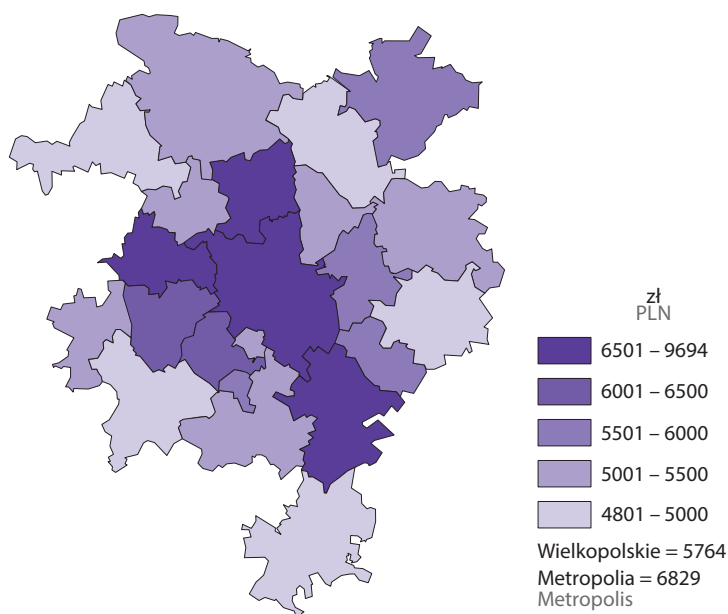 zł
PLN
6501 – 9694
6001 – 6500
5501 – 6000
5001 – 5500
4801 – 5000
Wielkopolskie = 5764
Metropolia = 6829
Metropolis